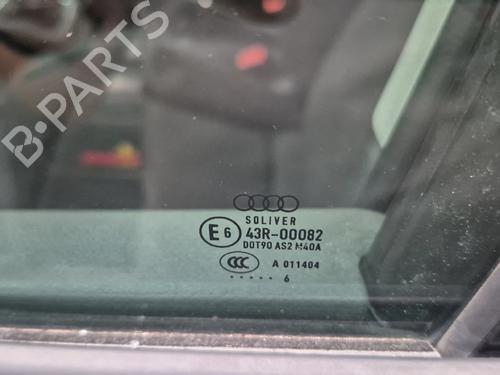 B-PARTS
SOLIVER
E6 43R-00082
DOT90 AS2 M40A
CCC A 011404
..... 6